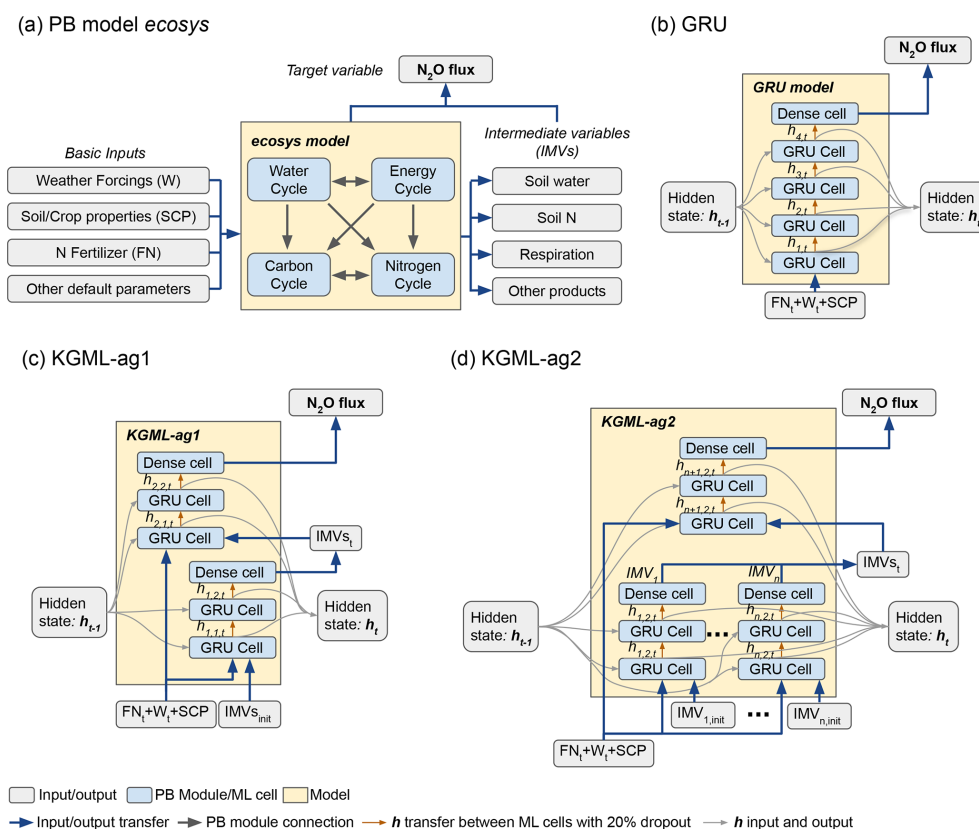 (a) PB model ecosys
Target variable
N₂O flux
Basic Inputs
Weather Forcings (W)
Soil/Crop properties (SCP)
N Fertilizer (FN)
Other default parameters
ecosys model
Water
Cycle
Energy
Cycle
Carbon
Cycle
Nitrogen
Cycle
Intermediate variables
(IMVs)
Soil water
Soil N
Respiration
Other products
(b) GRU
N₂O flux
GRU model
Dense cell
h4,t
GRU Cell
h3,t
GRU Cell
h2,t
GRU Cell
h1,t
GRU Cell
Hidden
state: ht-1
Hidden
state: ht
FNt+Wt+SCP
(c) KGML-ag1
N₂O flux
KGML-ag1
Dense cell
h2,2,t
GRU Cell
h2,1,t
GRU Cell
IMVst
Dense cell
h1,2,t
GRU Cell
h1,1,t
GRU Cell
Hidden
state: ht-1
Hidden
state: ht
FNt+Wt+SCP
IMVsinit
(d) KGML-ag2
N₂O flux
KGML-ag2
Dense cell
hn+1,2,t
GRU Cell
hn+1,2,t
GRU Cell
IMVst
IMV1
IMVn
Dense cell
Dense cell
h1,2,t
hn,2,t
GRU Cell
...
GRU Cell
h1,2,t
hn,2,t
GRU Cell
GRU Cell
Hidden
state: ht-1
Hidden
state: ht
IMV1,init
...
IMVn,init
FNt+Wt+SCP
Input/output
PB Module/ML cell
Model
Input/output transfer
PB module connection
h transfer between ML cells with 20% dropout
h input and output